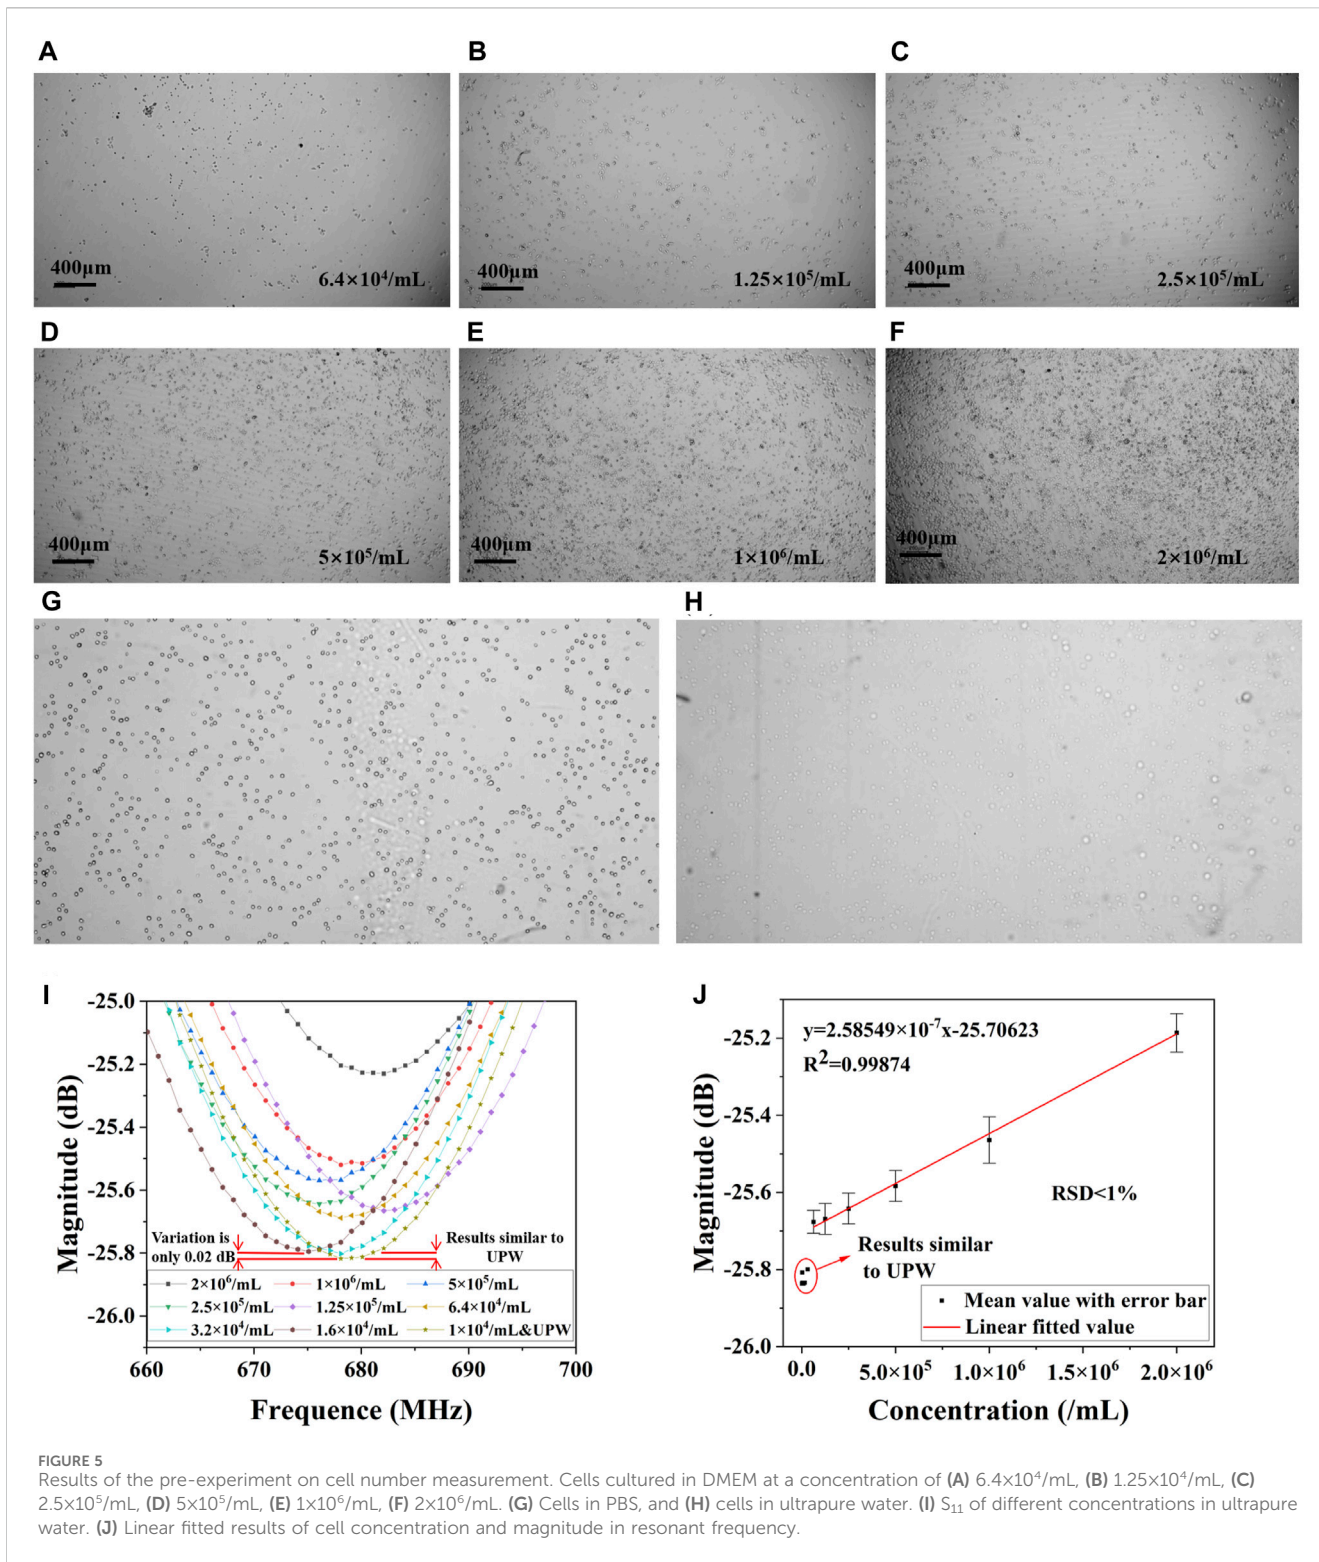 A
B
C
400µm
6.4×10⁴/mL
400µm
1.25×10⁵/mL
400µm
2.5×10⁵/mL
D
E
F
400µm
5×10⁵/mL
400µm
1×10⁶/mL
400µm
2×10⁶/mL
G
H
I
Magnitude (dB)
-25.0
-25.2
-25.4
-25.6
-25.8
-26.0
Variation is
only 0.02 dB
Results similar to
UPW
2×10⁶/mL
1×10⁶/mL
5×10⁵/mL
2.5×10⁵/mL
1.25×10⁵/mL
6.4×10⁴/mL
3.2×10⁴/mL
1.6×10⁴/mL
1×10⁴/mL&UPW
660
670
680
690
700
Frequence (MHz)
J
Magnitude (dB)
-25.2
-25.4
-25.6
-25.8
-26.0
y=2.58549×10⁻⁷x-25.70623
R²=0.99874
RSD<1%
Results similar
to UPW
Mean value with error bar
Linear fitted value
0.0
5.0×10⁵
1.0×10⁶
1.5×10⁶
2.0×10⁶
Concentration (/mL)
FIGURE 5
Results of the pre-experiment on cell number measurement. Cells cultured in DMEM at a concentration of (A) 6.4×10⁴/mL, (B) 1.25×10⁴/mL, (C)
2.5×10⁵/mL, (D) 5×10⁵/mL, (E) 1×10⁶/mL, (F) 2×10⁶/mL. (G) Cells in PBS, and (H) cells in ultrapure water. (I) S₁₁ of different concentrations in ultrapure
water. (J) Linear fitted results of cell concentration and magnitude in resonant frequency.